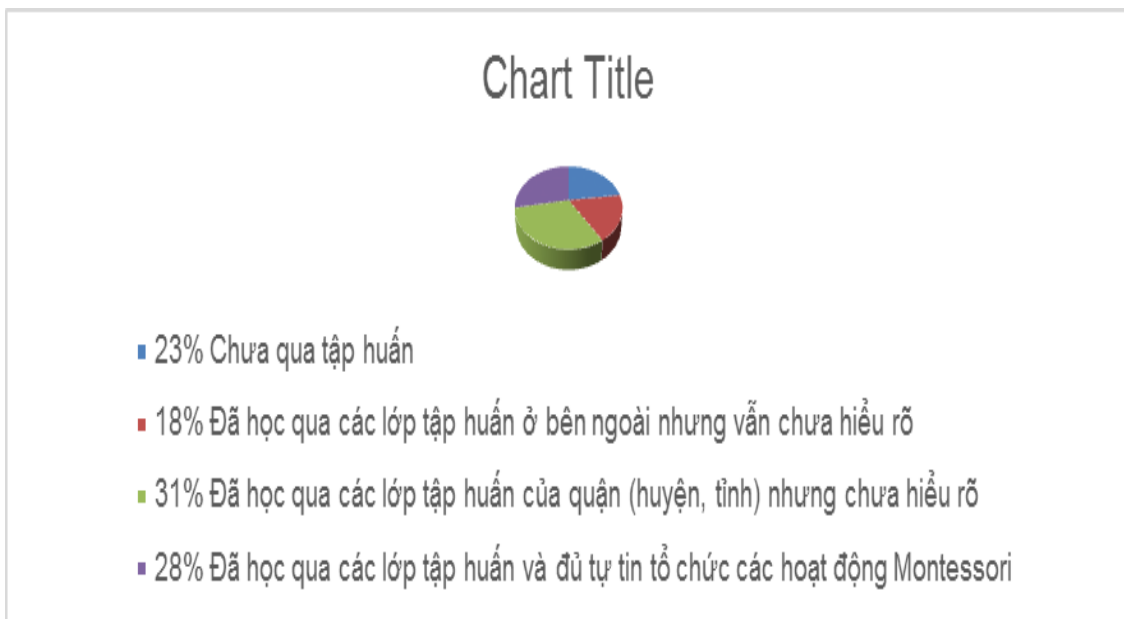 Chart Title
23% Chưa qua tập huấn
18% Đã học qua các lớp tập huấn ở bên ngoài nhưng vẫn chưa hiểu rõ
31% Đã học qua các lớp tập huấn của quận (huyện, tỉnh) nhưng chưa hiểu rõ
28% Đã học qua các lớp tập huấn và đủ tự tin tổ chức các hoạt động Montessori